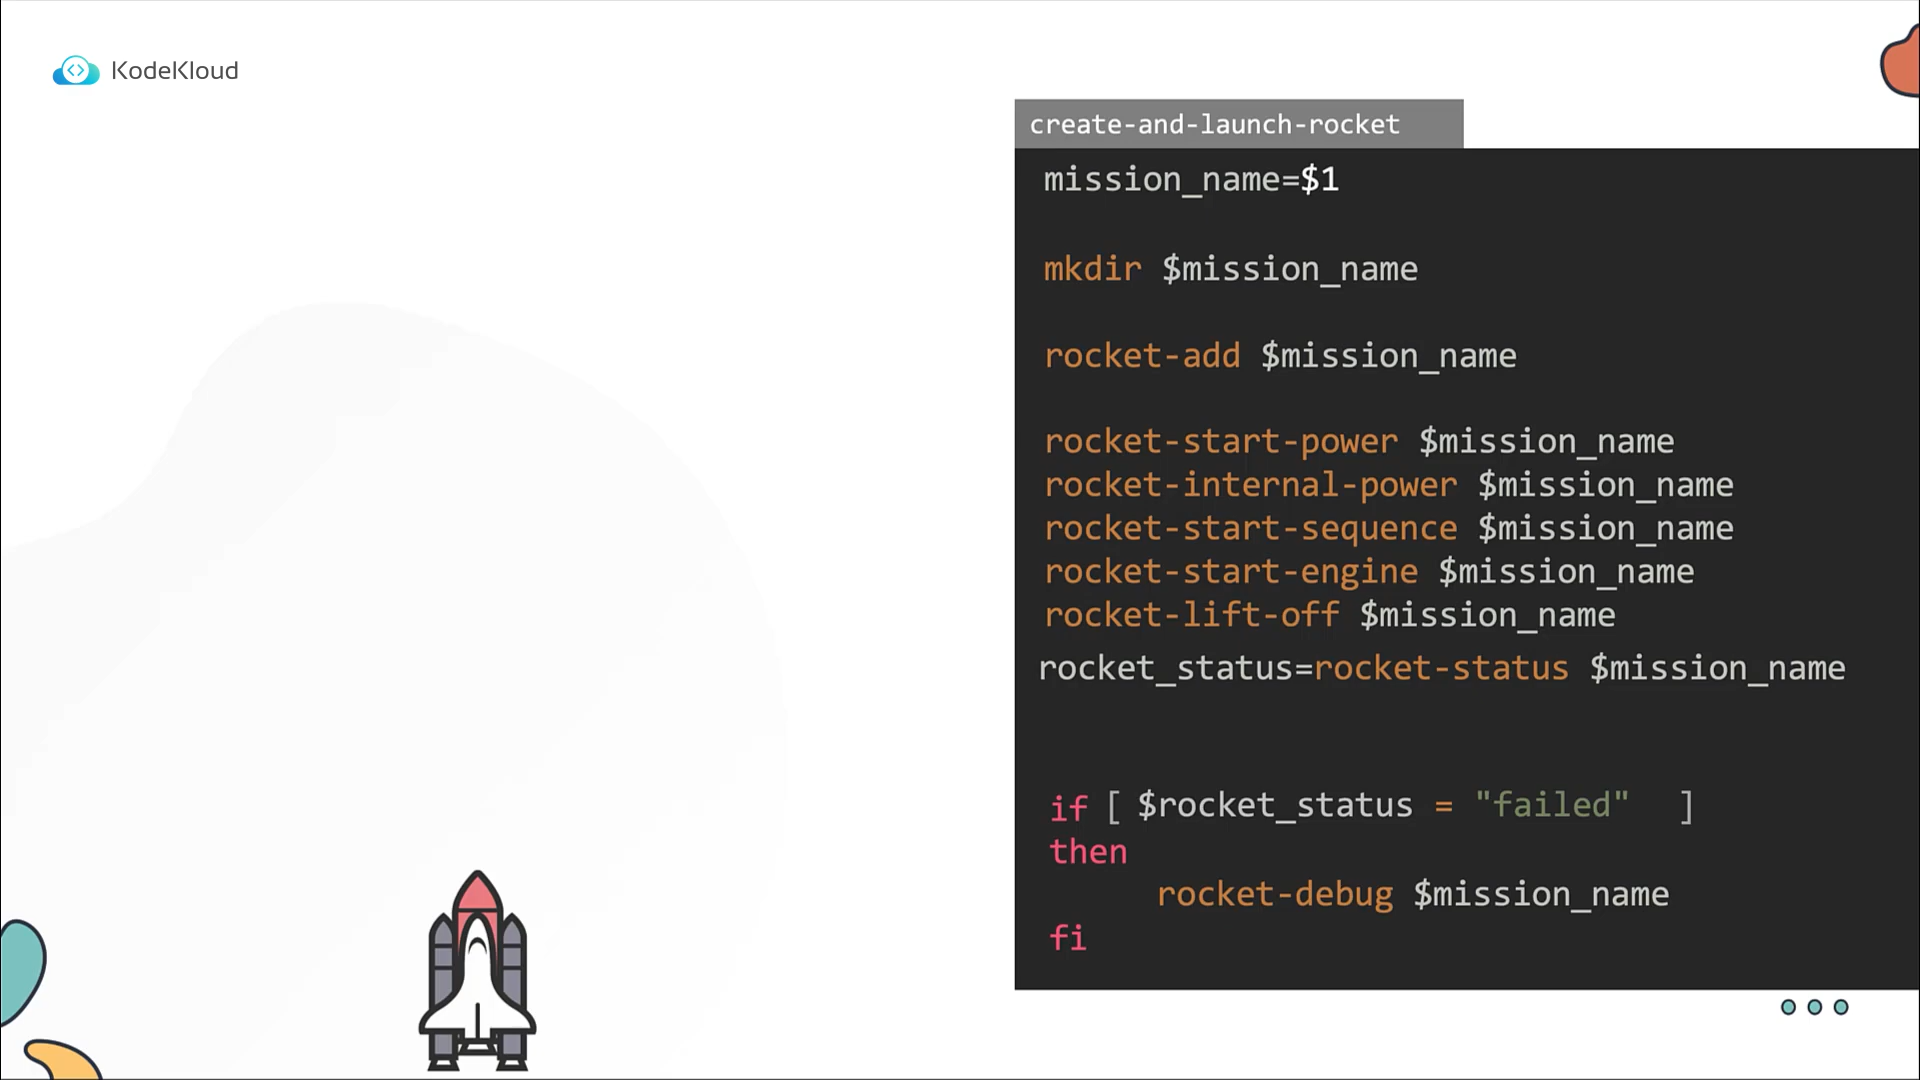 KodeKloud
create-and-launch-rocket
mission_name=$1
mkdir $mission_name
rocket-add $mission_name
rocket-start-power $mission_name
rocket-internal-power $mission_name
rocket-start-sequence $mission_name
rocket-start-engine $mission_name
rocket-lift-off $mission_name
rocket_status=rocket-status $mission_name
if [ $rocket_status = "failed" ]
then
rocket-debug $mission_name
fi